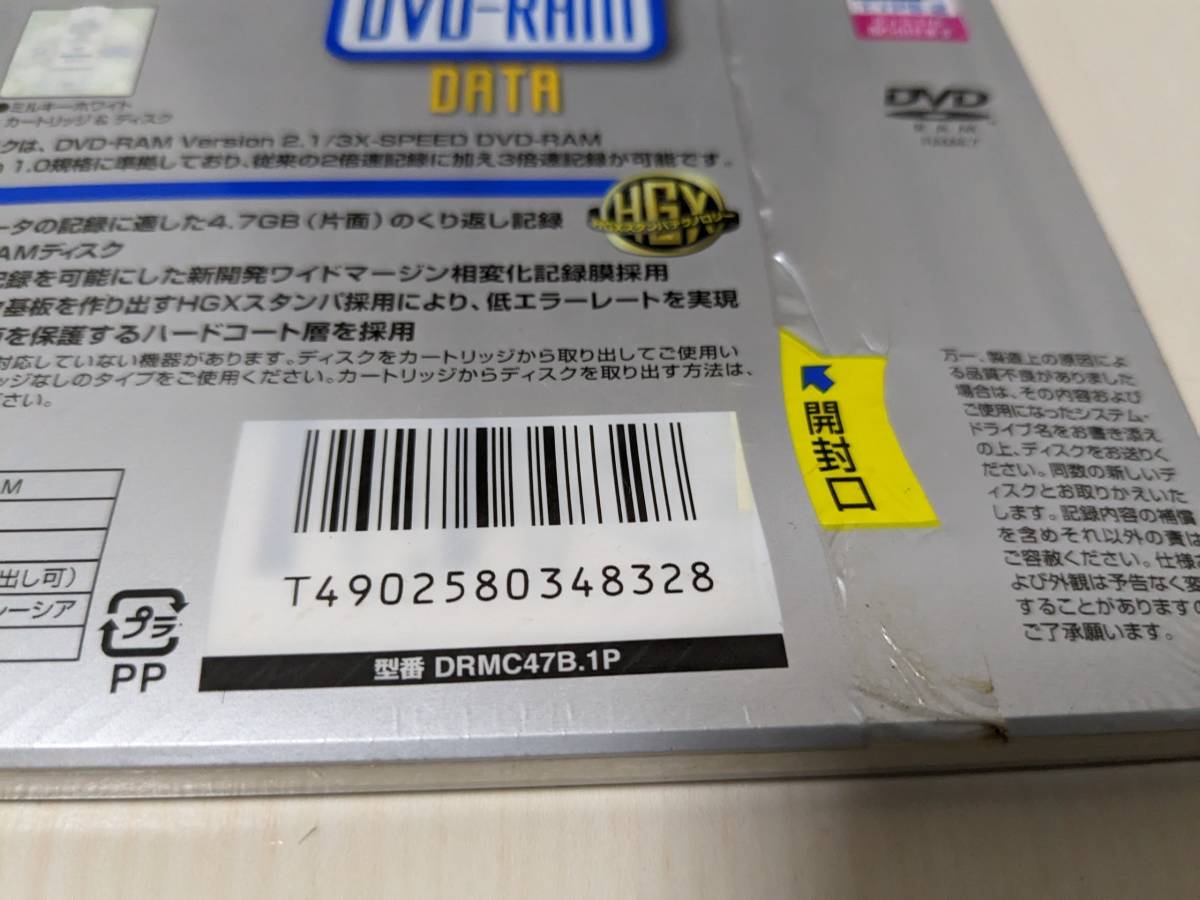 DVD-RAM
DATA
●ミルキーホワイト
カートリッジ & ディスク
クは、DVD-RAM Version 2.1/3X-SPEED DVD-RAM
1.0規格に準拠しており、従来の2倍速記録に加え3倍速記録が可能です。
HGX
HGXスタンパテクノロジー
ータの記録に適した4.7GB(片面)のくり返し記録
AMディスク
記録を可能にした新開発ワイドマージン相変化記録膜採用
基板を作り出すHGXスタンパ採用により、低エラーレートを実現
を保護するハードコート層を採用
対応していない機器があります。ディスクをカートリッジから取り出してご使用い
ッジなしのタイプをご使用ください。カートリッジからディスクを取り出す方法は、
ださい。
AM
出し可)
レーシア
プラ
PP
T4902580348328
型番 DRMC47B.1P
開封口
DVD
万一、製造上の原因によ
る品質不良がありました
場合は、その内容および
ご使用になったシステム・
ドライブ名をお書き添え
の上、ディスクをお送りく
ださい。同数の新しいデ
ィスクとお取りかえいた
します。記録内容の補償
を含めそれ以外の責は
ご容赦ください。仕様お
よび外観は予告なく変
することがありますの
ご了承願います。